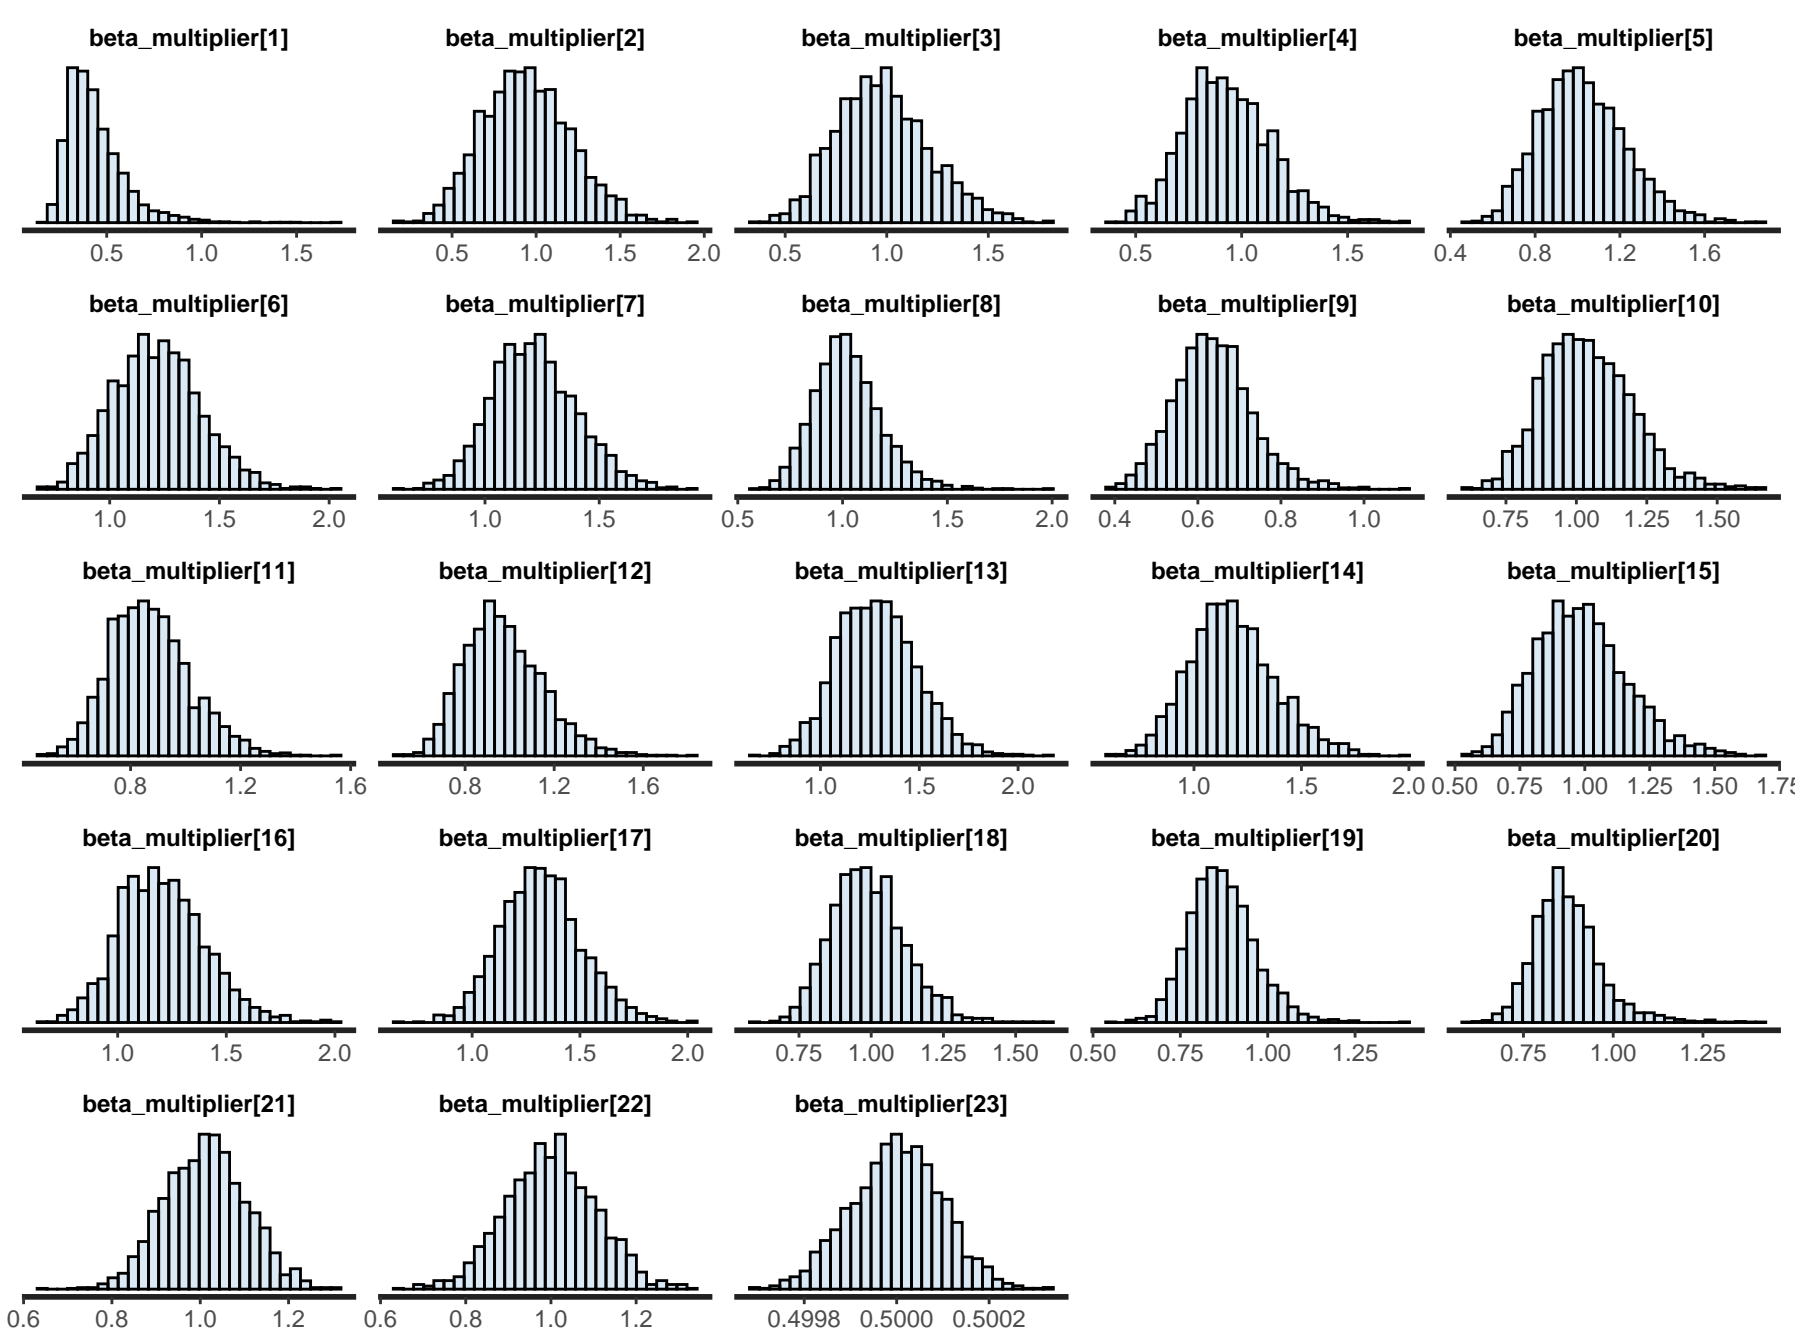 beta_multiplier[1] beta_multiplier[2] beta_multiplier[3] beta_multiplier[4] beta_multiplier[5]
0.5 1.0 1.5 0.5 1.0 1.5 2.0 0.5 1.0 1.5 0.5 1.0 1.5 0.4 0.8 1.2 1.6
beta_multiplier[6] beta_multiplier[7] beta_multiplier[8] beta_multiplier[9] beta_multiplier[10]
1.0 1.5 2.0 1.0 1.5 0.5 1.0 1.5 2.0 0.4 0.6 0.8 1.0 0.75 1.00 1.25 1.50
beta_multiplier[11] beta_multiplier[12] beta_multiplier[13] beta_multiplier[14] beta_multiplier[15]
0.8 1.2 1.6 0.8 1.2 1.6 1.0 1.5 2.0 1.0 1.5 2.0 0.50 0.75 1.00 1.25 1.50 1.75
beta_multiplier[16] beta_multiplier[17] beta_multiplier[18] beta_multiplier[19] beta_multiplier[20]
1.0 1.5 2.0 1.0 1.5 2.0 0.75 1.00 1.25 1.50 0.50 0.75 1.00 1.25 0.75 1.00 1.25
beta_multiplier[21] beta_multiplier[22] beta_multiplier[23]
0.6 0.8 1.0 1.2 0.6 0.8 1.0 1.2 0.4998 0.5000 0.5002